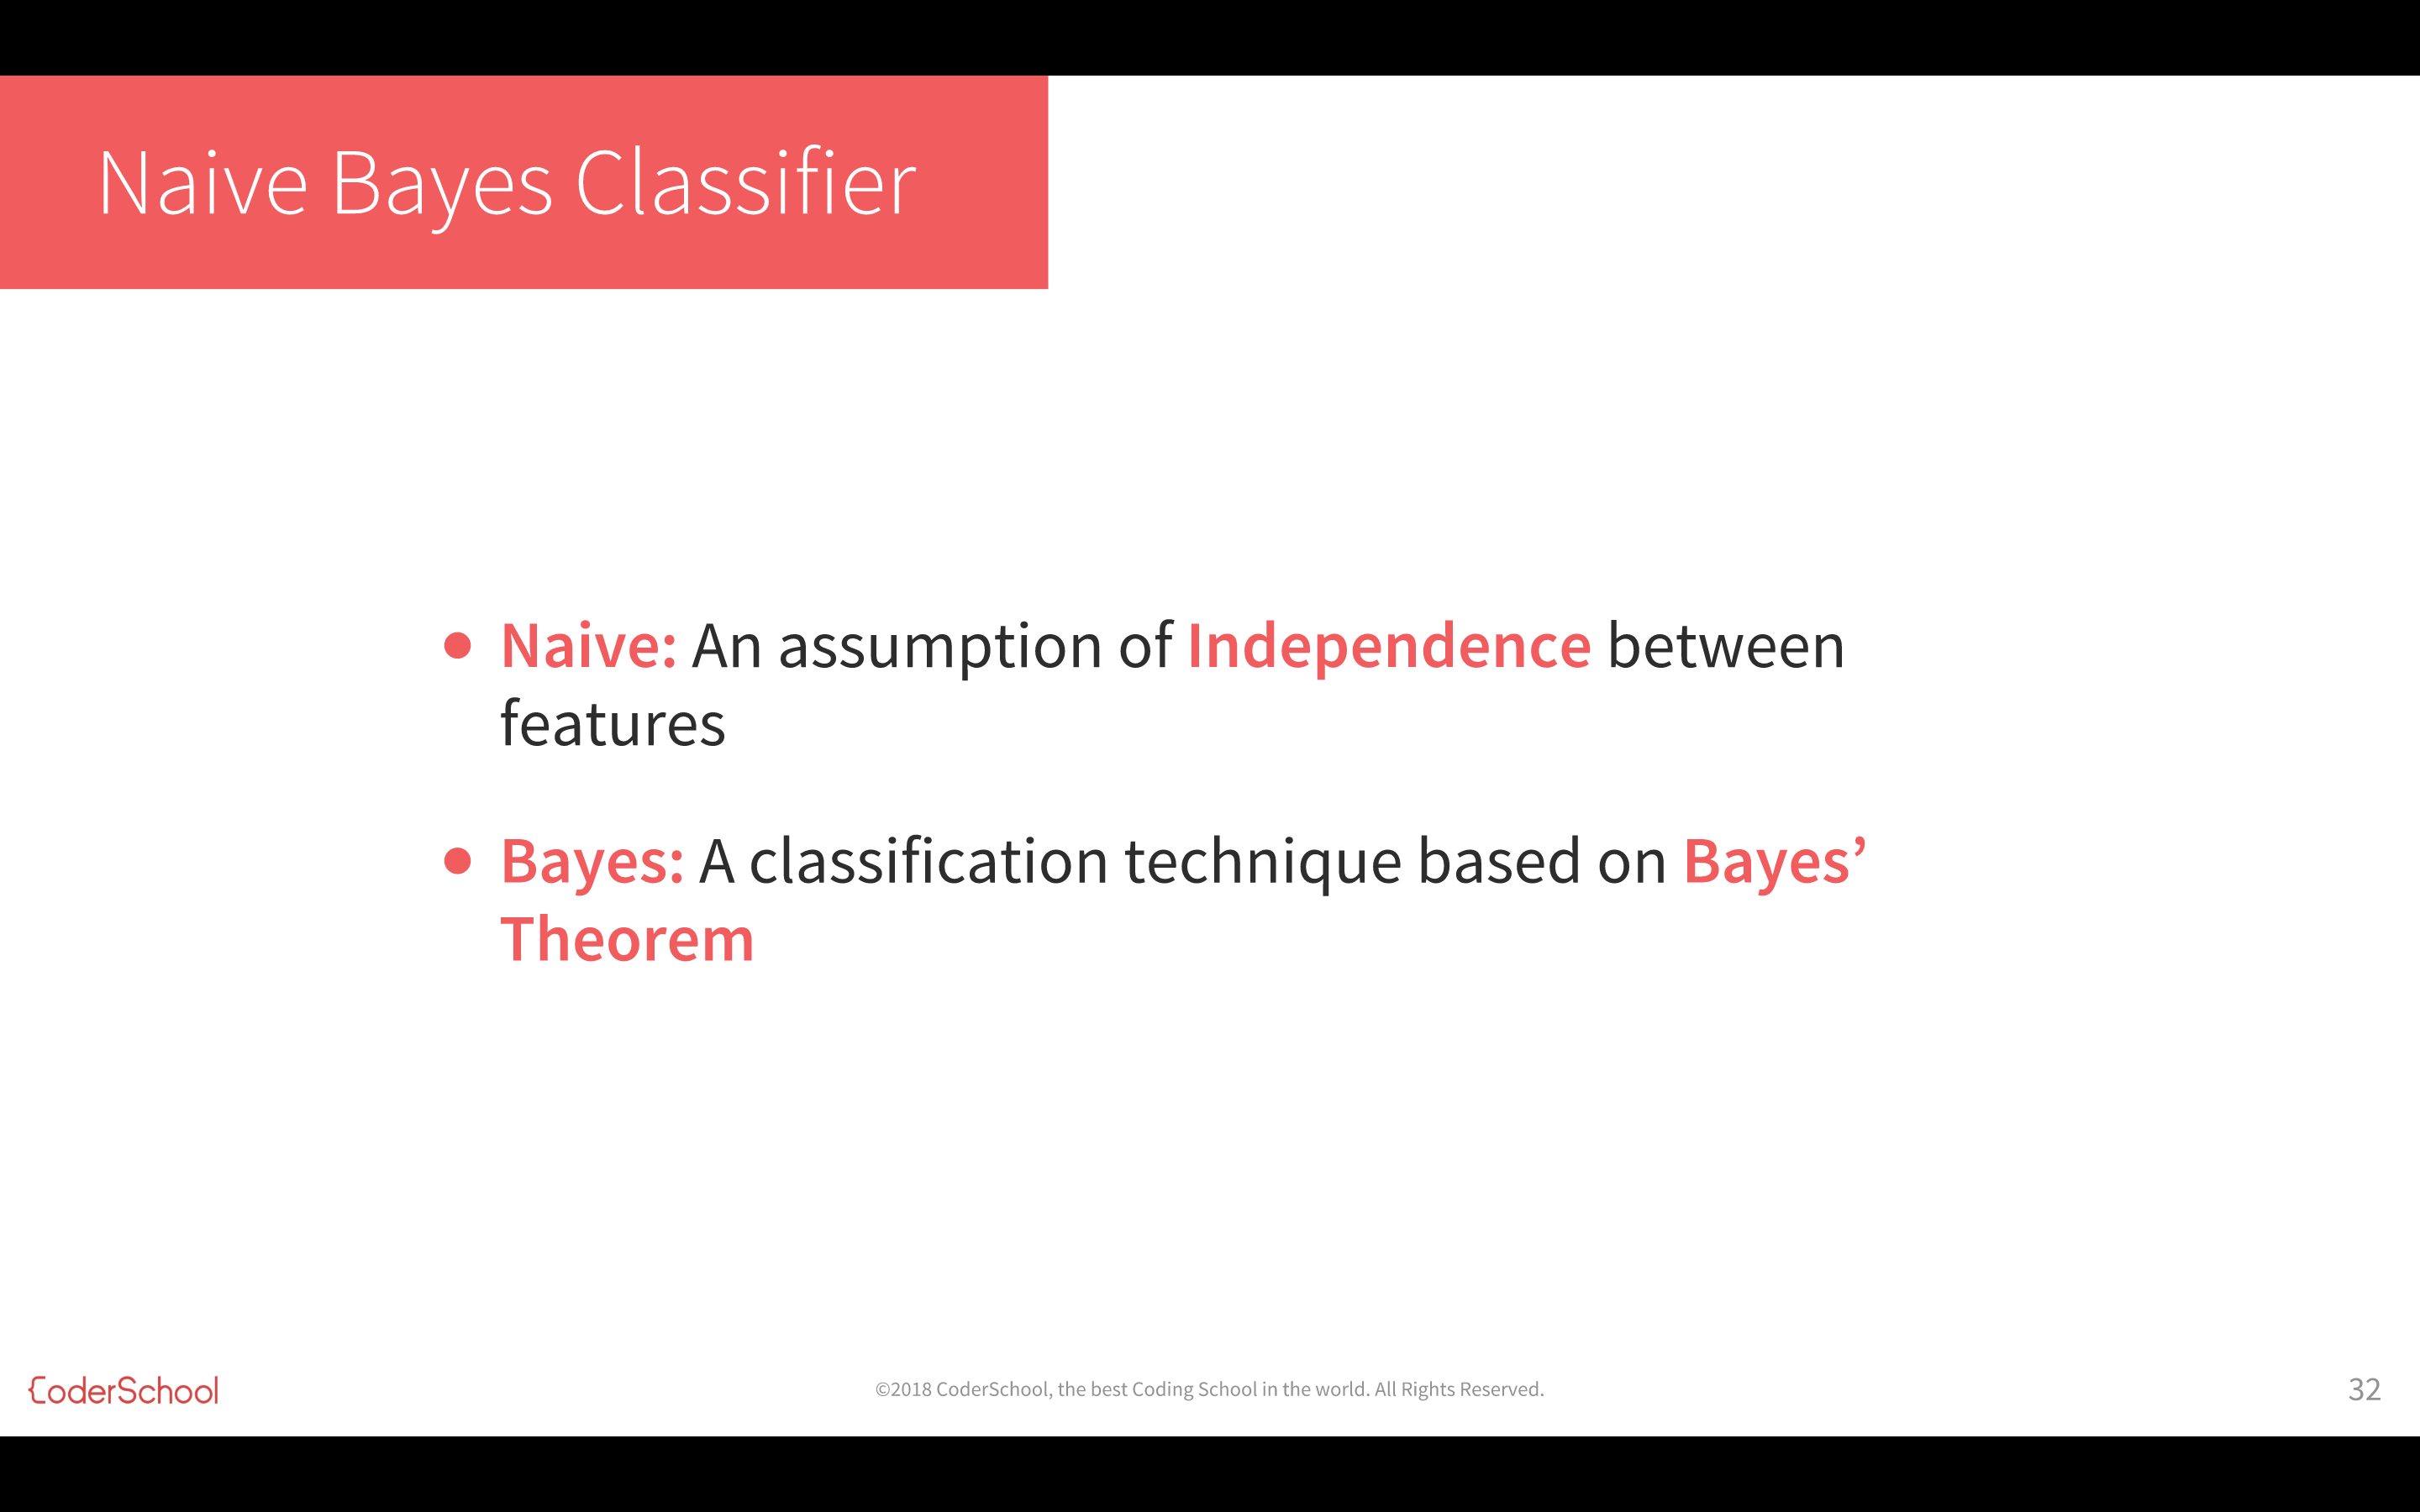 Naive Bayes Classifier
Naive: An assumption of Independence between
features
Bayes: A classification technique based on Bayes’
Theorem
CoderSchool
©2018 CoderSchool, the best Coding School in the world. All Rights Reserved.
32